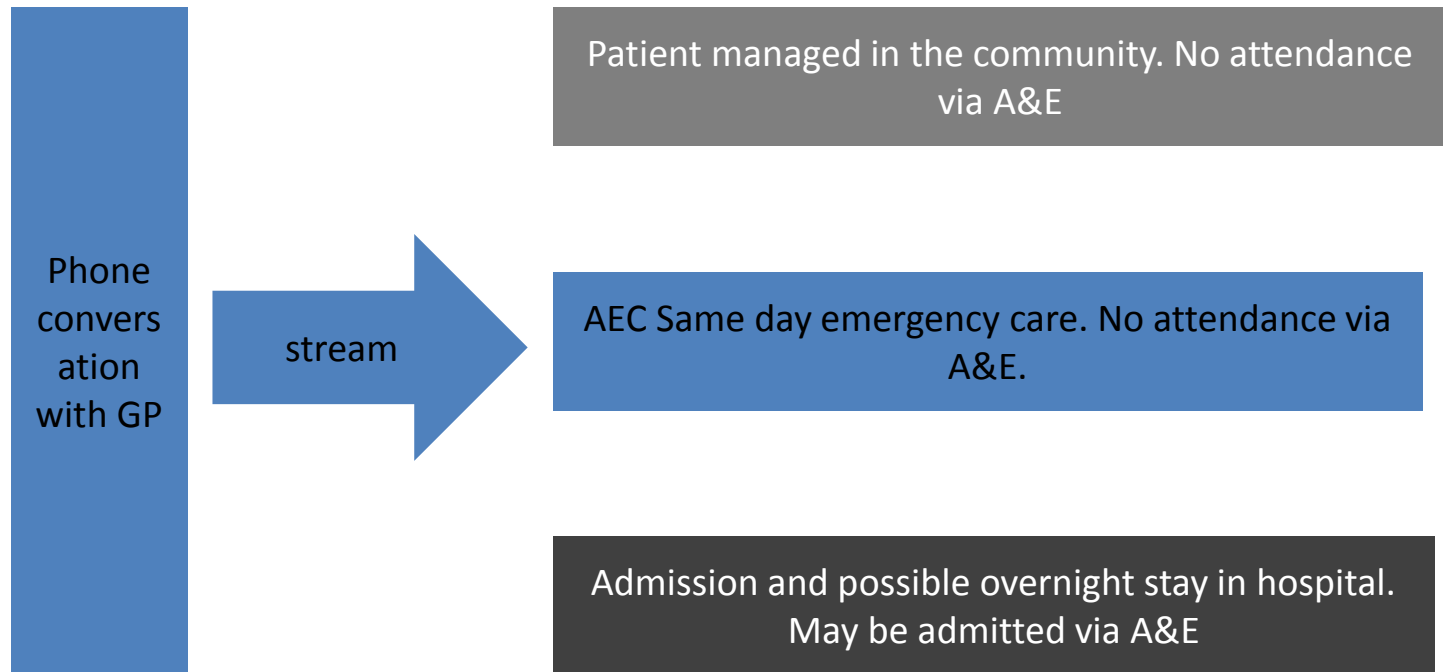 Phone
convers
ation
with GP
stream
Patient managed in the community. No attendance
via A&E
AEC Same day emergency care. No attendance via
A&E.
Admission and possible overnight stay in hospital.
May be admitted via A&E